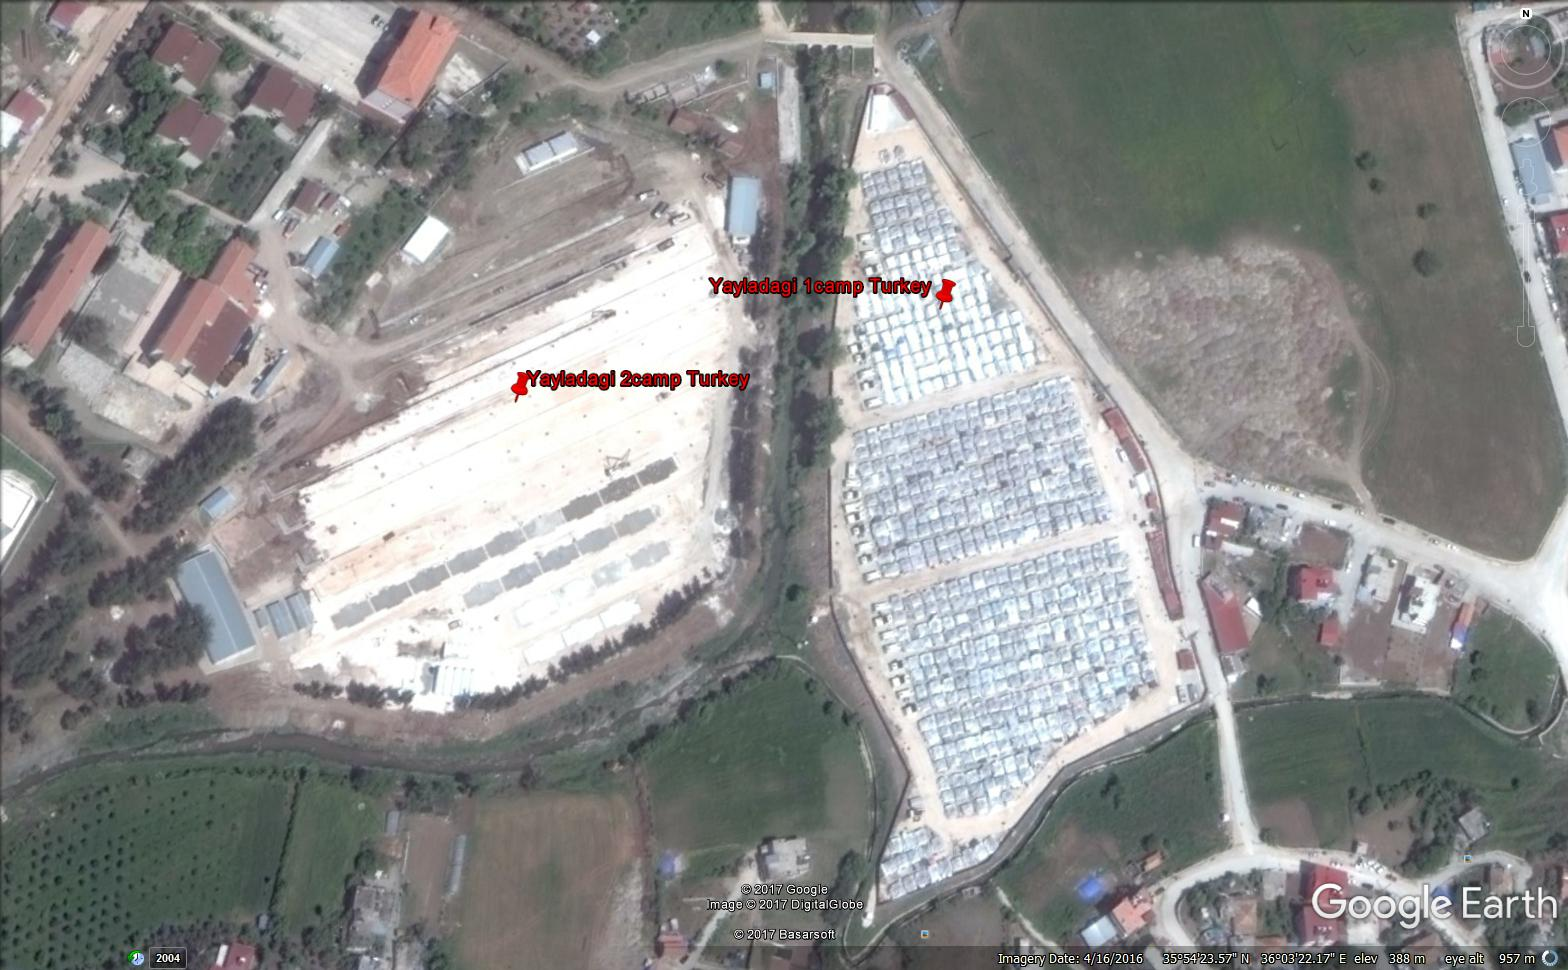 N
Yayladagi 1camp Turkey
Yayladagi 2camp Turkey
© 2017 Google
Image © 2017 DigitalGlobe
© 2017 Basarsoft
Google Earth
2004
Imagery Date: 4/16/2016 35°54'23.57" N 36°03'22.17" E elev 388 m eye alt 957 m